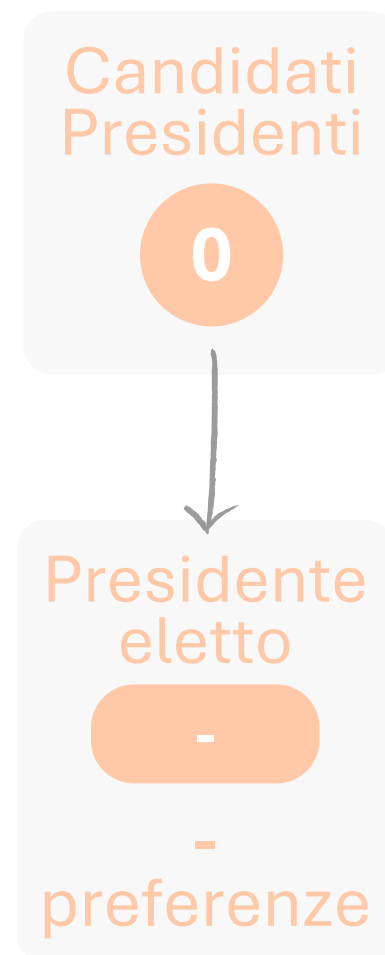 Candidati
Presidenti
0
Presidente
eletto
-
-
preferenze